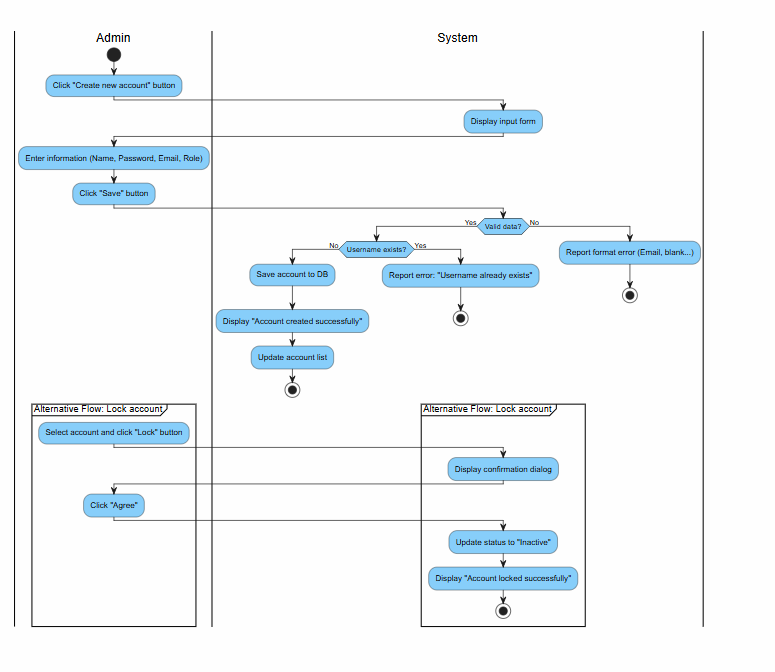 Admin
System
Click "Create new account" button
Display input form
Enter information (Name, Password, Email, Role)
Click "Save" button
Yes
Valid data?
No
No
Username exists?
Yes
Report format error (Email, blank...)
Save account to DB
Report error: "Username already exists"
Display "Account created successfully"
Update account list
Alternative Flow: Lock account
Alternative Flow: Lock account
Select account and click "Lock" button
Display confirmation dialog
Click "Agree"
Update status to "Inactive"
Display "Account locked successfully"